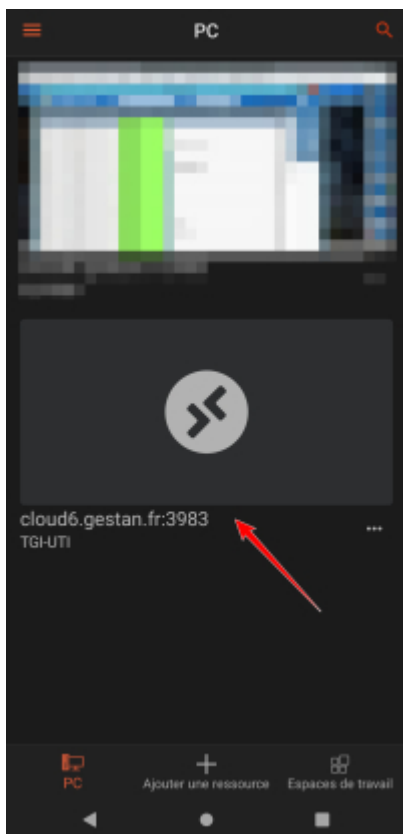 PC
cloud6.gestan.fr:3983
TGI-UTI
PC
Ajouter une ressource
Espaces de travail